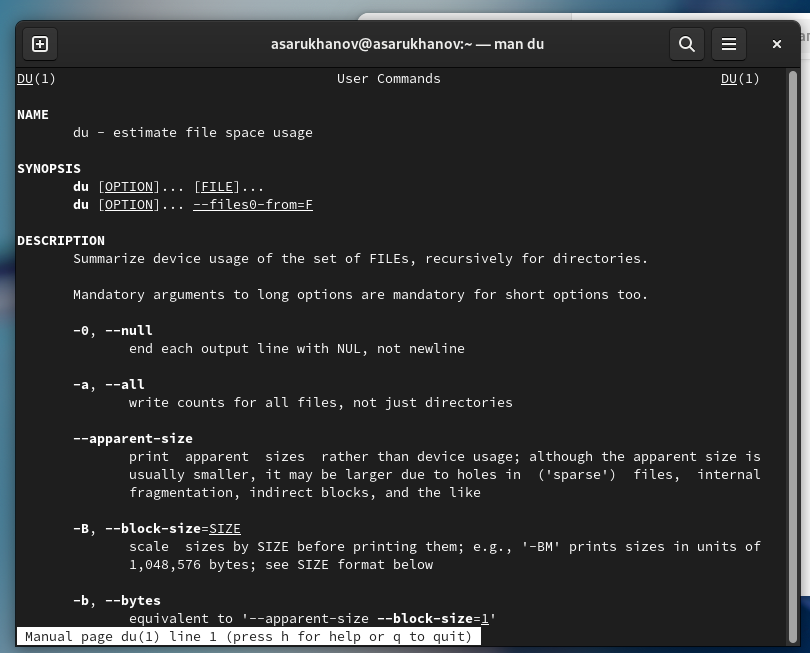 asarukhanov@asarukhanov:~ — man du
DU(1) User Commands DU(1)
NAME
du - estimate file space usage
SYNOPSIS
du [OPTION]... [FILE]...
du [OPTION]... --files0-from=F
DESCRIPTION
Summarize device usage of the set of FILEs, recursively for directories.
Mandatory arguments to long options are mandatory for short options too.
-0, --null
end each output line with NUL, not newline
-a, --all
write counts for all files, not just directories
--apparent-size
print apparent sizes rather than device usage; although the apparent size is
usually smaller, it may be larger due to holes in ('sparse') files, internal
fragmentation, indirect blocks, and the like
-B, --block-size=SIZE
scale sizes by SIZE before printing them; e.g., '-BM' prints sizes in units of
1,048,576 bytes; see SIZE format below
-b, --bytes
equivalent to '--apparent-size --block-size=1'
Manual page du(1) line 1 (press h for help or q to quit)